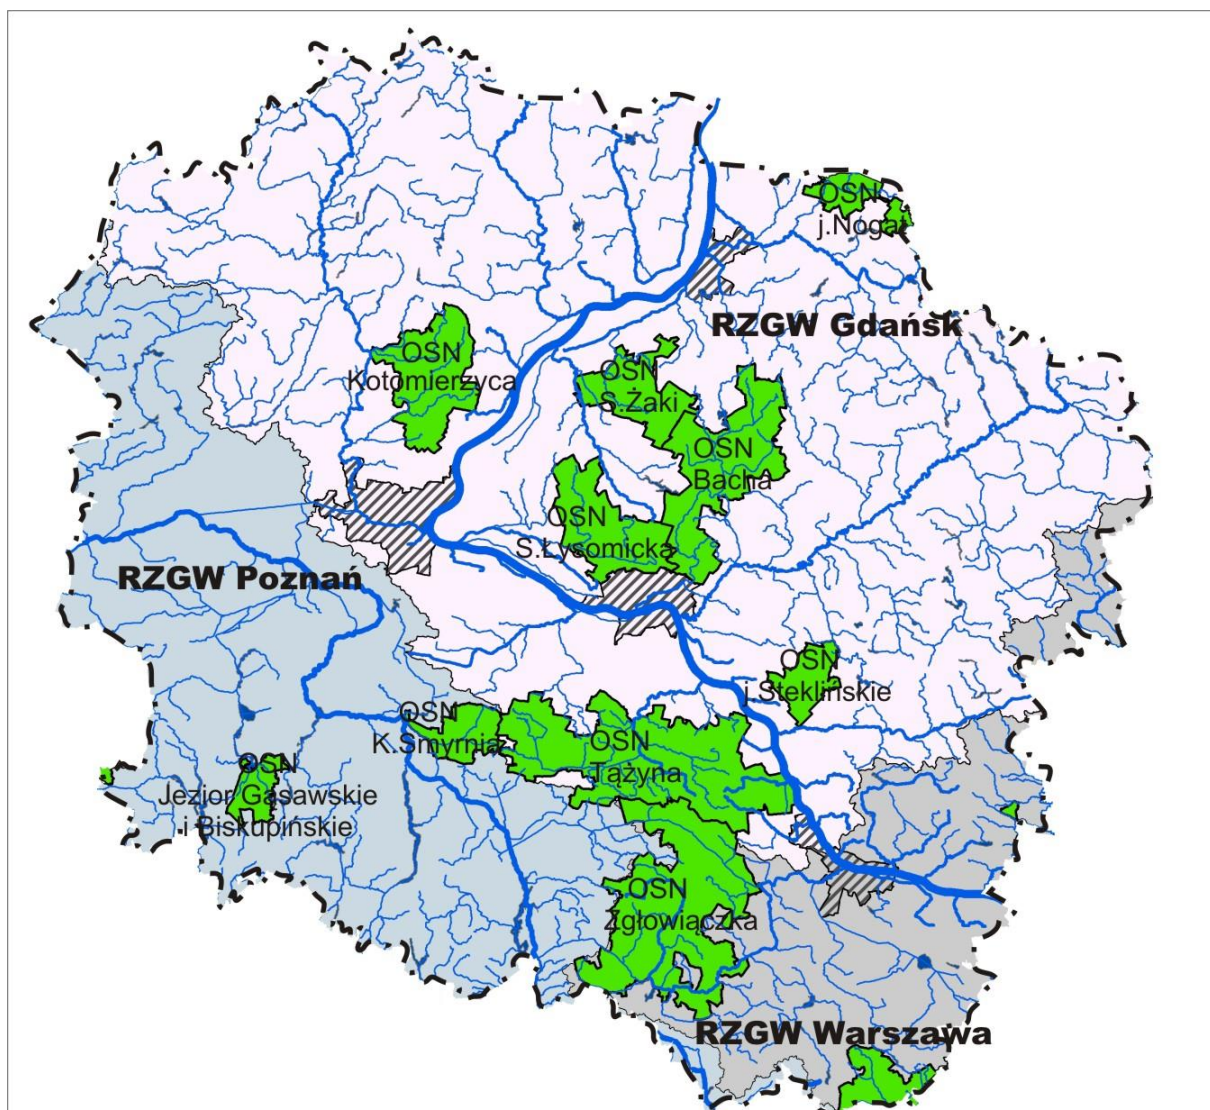 OSN
j.Nogat
RZGW Gdańsk
OSN
Kotomierzyca
OSN
S.Żaki
OSN
Bacha
OSN
S.Łysomicka
RZGW Poznań
OSN
j.Steklińskie
OSN
K.Smyrnia
OSN
Tążyna
OSN
Jezior Gąsawskie
i Biskupińskie
OSN
Zgłowiączka
RZGW Warszawa